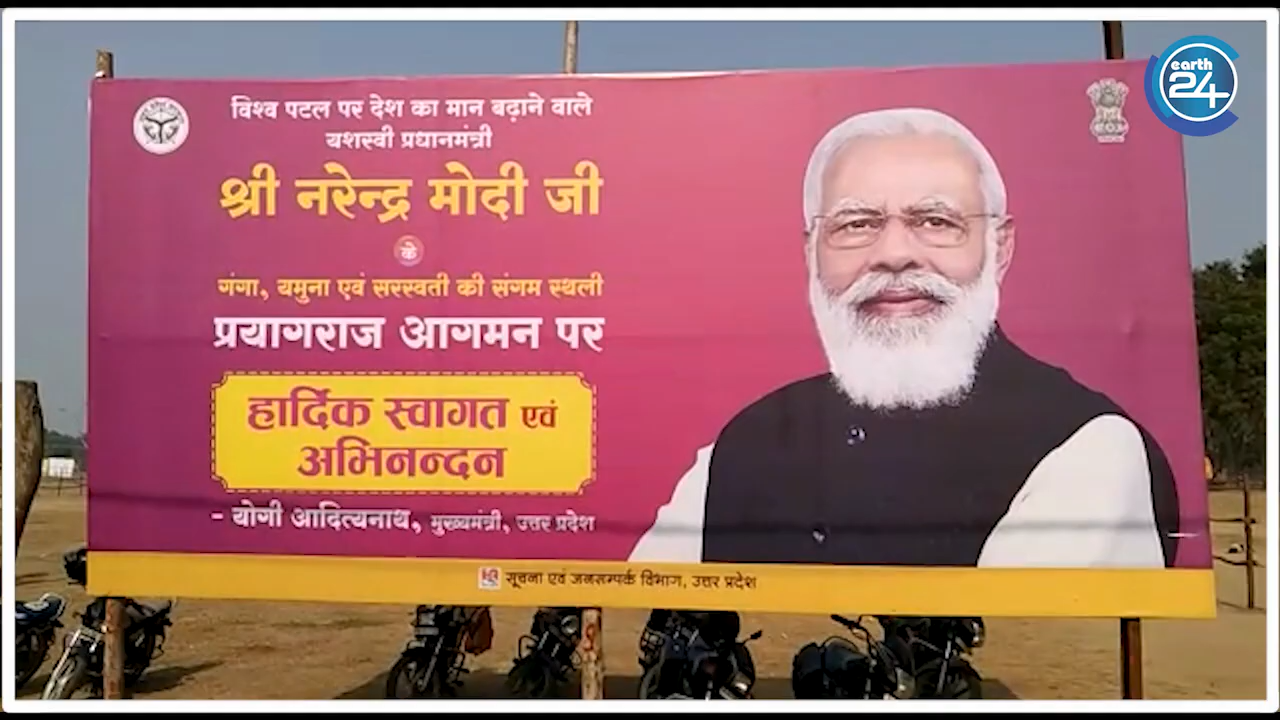 earth
24+
विश्व पटल पर देश का मान बढ़ाने वाले
यशस्वी प्रधानमंत्री
श्री नरेन्द्र मोदी जी
के
गंगा, यमुना एवं सरस्वती की संगम स्थली
प्रयागराज आगमन पर
हार्दिक स्वागत एवं
अभिनन्दन
- योगी आदित्यनाथ, मुख्यमंत्री, उत्तर प्रदेश
सूचना एवं जनसम्पर्क विभाग, उत्तर प्रदेश